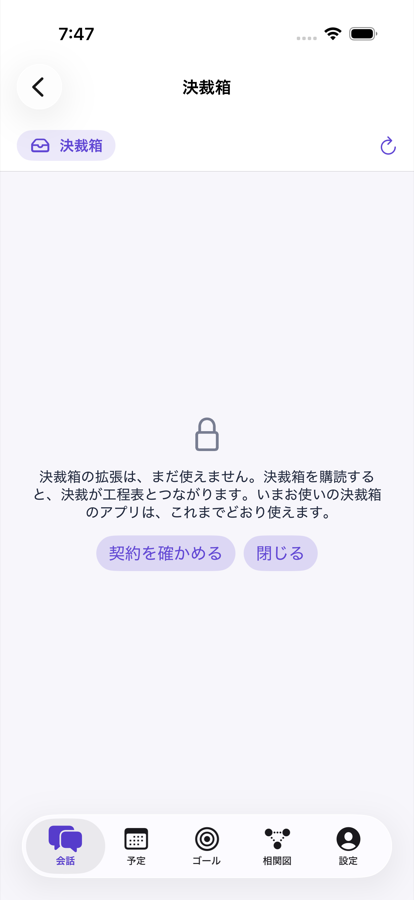 7:47
決裁箱
決裁箱
決裁箱の拡張は、まだ使えません。決裁箱を購読する
と、決裁が工程表とつながります。いまお使いの決裁箱
のアプリは、これまでどおり使えます。
契約を確かめる
閉じる
会話
予定
ゴール
相関図
設定